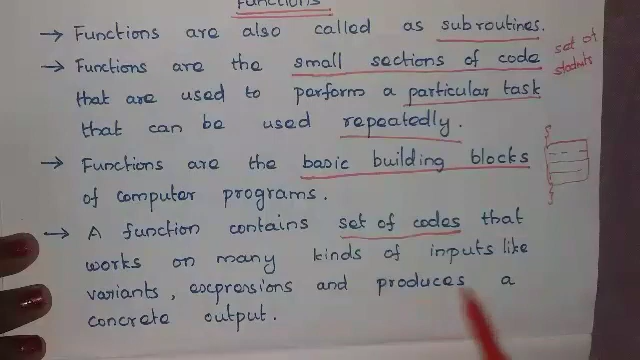 Functions
→ Functions are also called as subroutines.
→ Functions are the small sections of code
set of
that are used to perform a particular task
that can be used repeatedly.
→ Functions are the basic building blocks
of computer programs.
→ A function contains set of codes that
works on many kinds of inputs like
variants, expressions and produces a
concrete output.